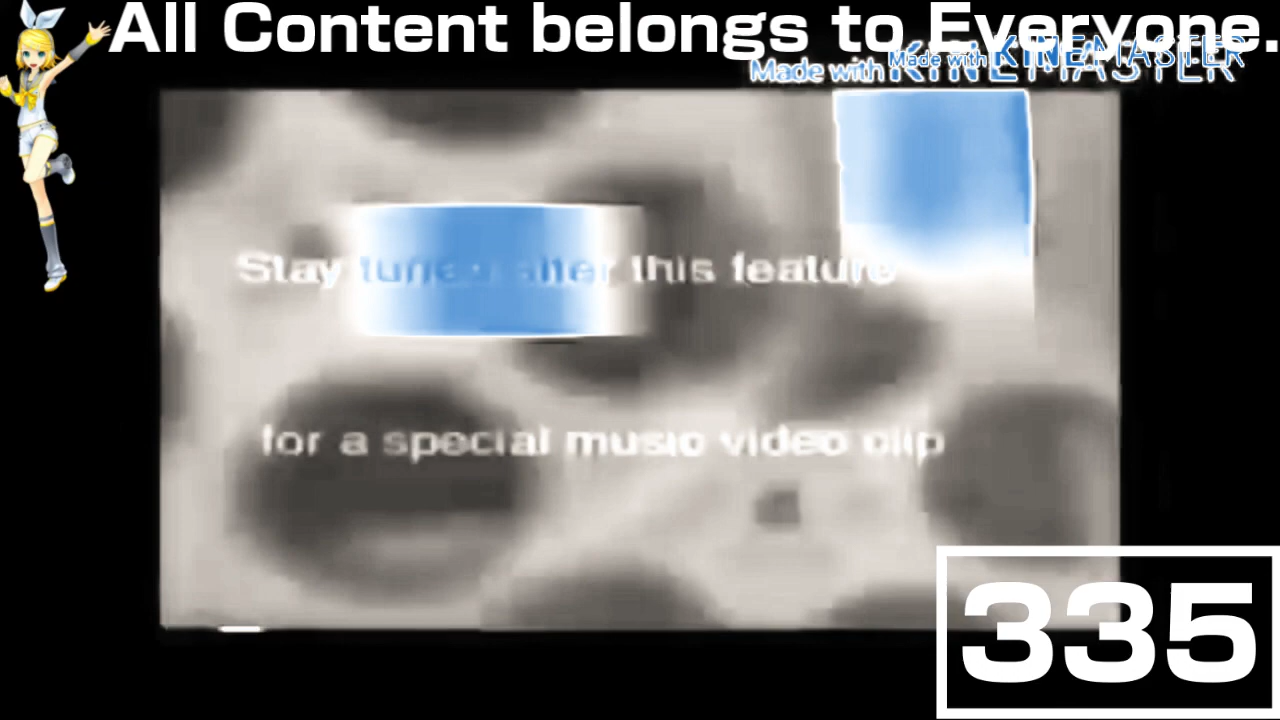 All Content belongs to Everyone.
Made with KINEMASTER
Made with KINEMASTER
Stay tuned after this feature
for a special music video clip
335